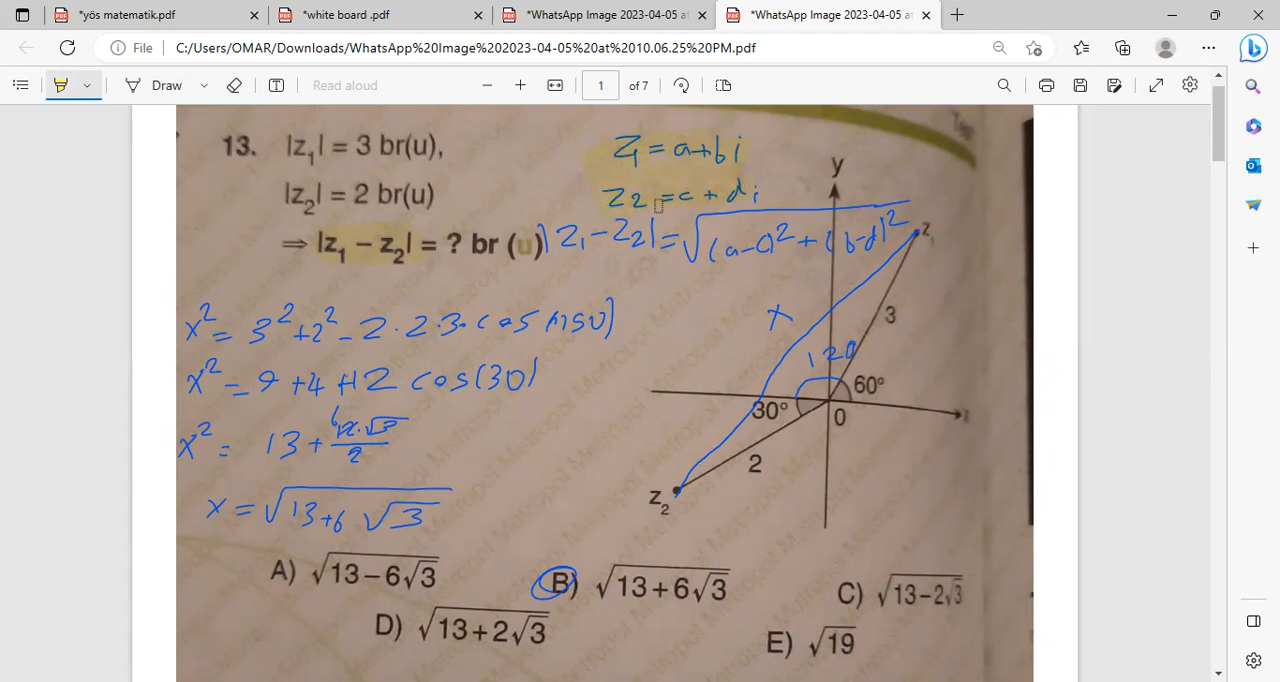 *yös matematik.pdf
*white board .pdf
*WhatsApp Image 2023-04-05 at
*WhatsApp Image 2023-04-05 at
File
C:/Users/OMAR/Downloads/WhatsApp%20Image%202023-04-05%20at%2010.06.25%20PM.pdf
Draw
Read aloud
1 of 7
13. |z₁| = 3 br(u),
|z₂| = 2 br(u)
⇒ |z₁ − z₂| = ? br (u)
z₁ = a+bi
z₂ = c+di
|z₁−z₂| = √((a−c)² + (b−d)²)
x² = 3² + 2² − 2·2·3·cos(150)
x² = 9 + 4 + 12 cos(30)
x² = 13 + 6 12·√3/2
x = √(13+6√3)
y
z₁
x
3
120
60°
30°
0
x
2
z₂
A) √(13−6√3)
B) √(13+6√3)
C) √(13−2√3)
D) √(13+2√3)
E) √19